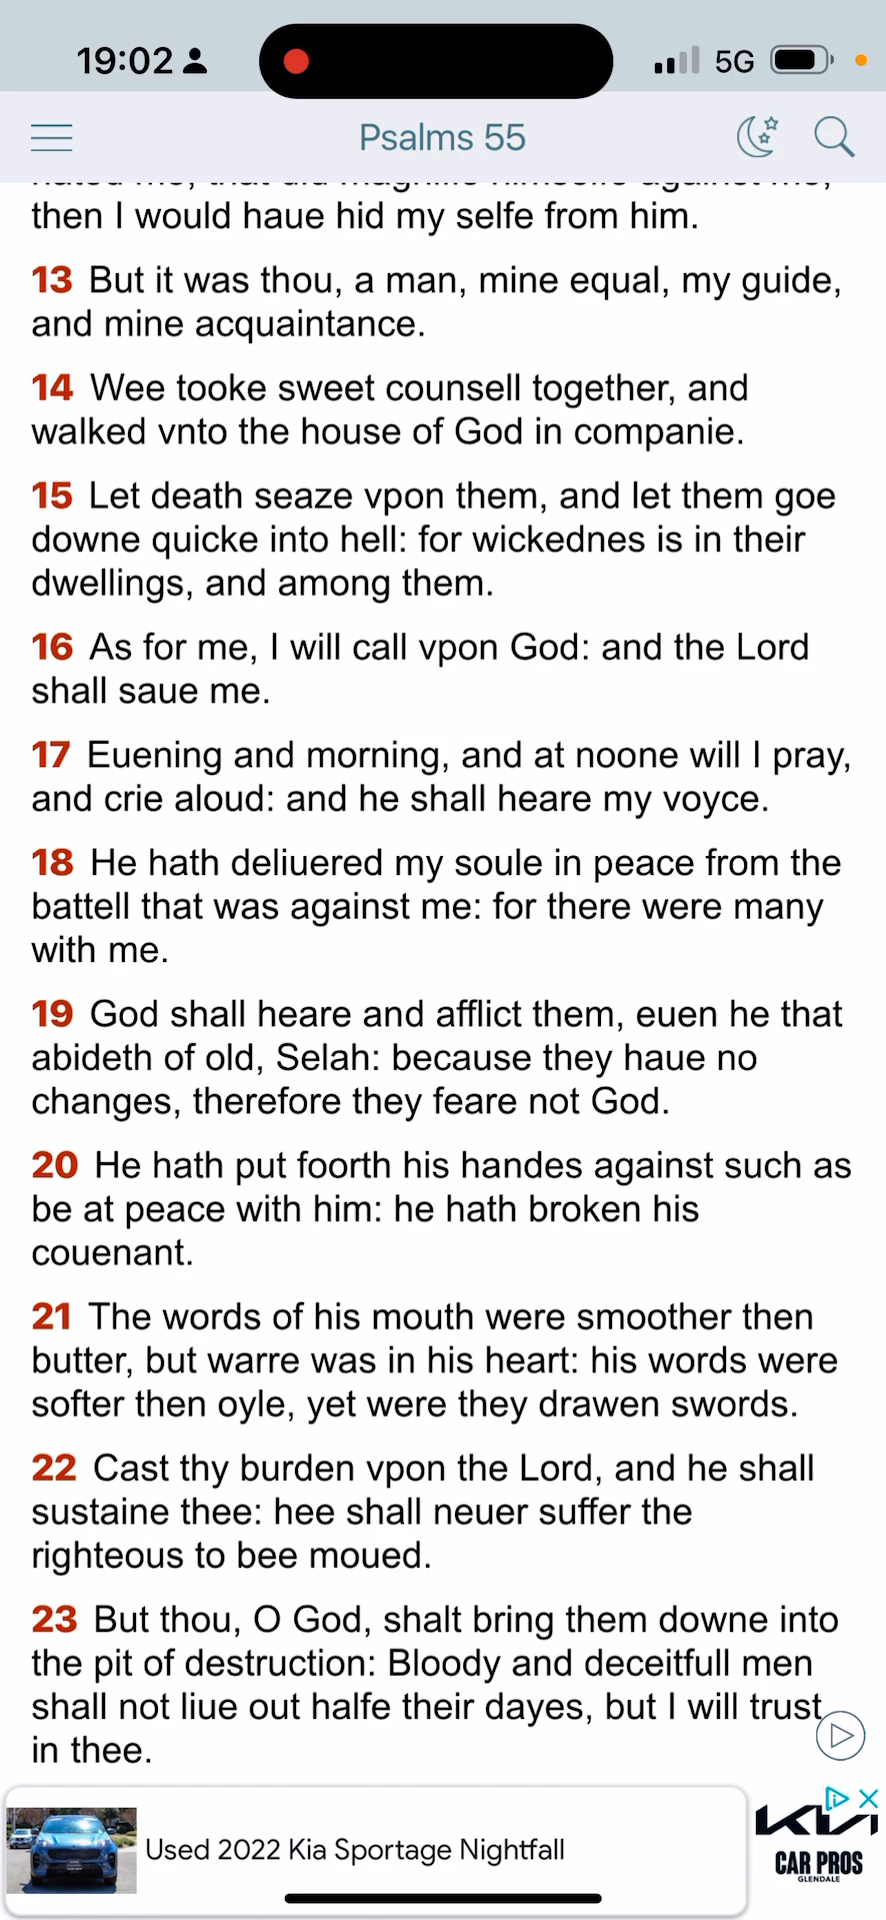 19:02
5G
Psalms 55
then I would haue hid my selfe from him.
13 But it was thou, a man, mine equal, my guide,
and mine acquaintance.
14 Wee tooke sweet counsell together, and
walked vnto the house of God in companie.
15 Let death seaze vpon them, and let them goe
downe quicke into hell: for wickednes is in their
dwellings, and among them.
16 As for me, I will call vpon God: and the Lord
shall saue me.
17 Euening and morning, and at noone will I pray,
and crie aloud: and he shall heare my voyce.
18 He hath deliuered my soule in peace from the
battell that was against me: for there were many
with me.
19 God shall heare and afflict them, euen he that
abideth of old, Selah: because they haue no
changes, therefore they feare not God.
20 He hath put foorth his handes against such as
be at peace with him: he hath broken his
couenant.
21 The words of his mouth were smoother then
butter, but warre was in his heart: his words were
softer then oyle, yet were they drawen swords.
22 Cast thy burden vpon the Lord, and he shall
sustaine thee: hee shall neuer suffer the
righteous to bee moued.
23 But thou, O God, shalt bring them downe into
the pit of destruction: Bloody and deceitfull men
shall not liue out halfe their dayes, but I will trust
in thee.
Used 2022 Kia Sportage Nightfall
KIA
CAR PROS
GLENDALE